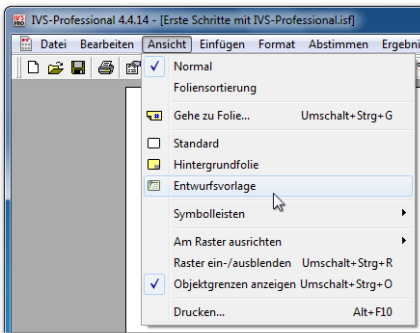 IVS-Professional 4.4.14 - [Erste Schritte mit IVS-Professional.isf]
Datei Bearbeiten Ansicht Einfügen Format Abstimmen Ergebni
Normal
Foliensortierung
Gehe zu Folie... Umschalt+Strg+G
Standard
Hintergrundfolie
Entwurfsvorlage
Symbolleisten
Am Raster ausrichten
Raster ein-/ausblenden Umschalt+Strg+R
Objektgrenzen anzeigen Umschalt+Strg+O
Drucken... Alt+F10